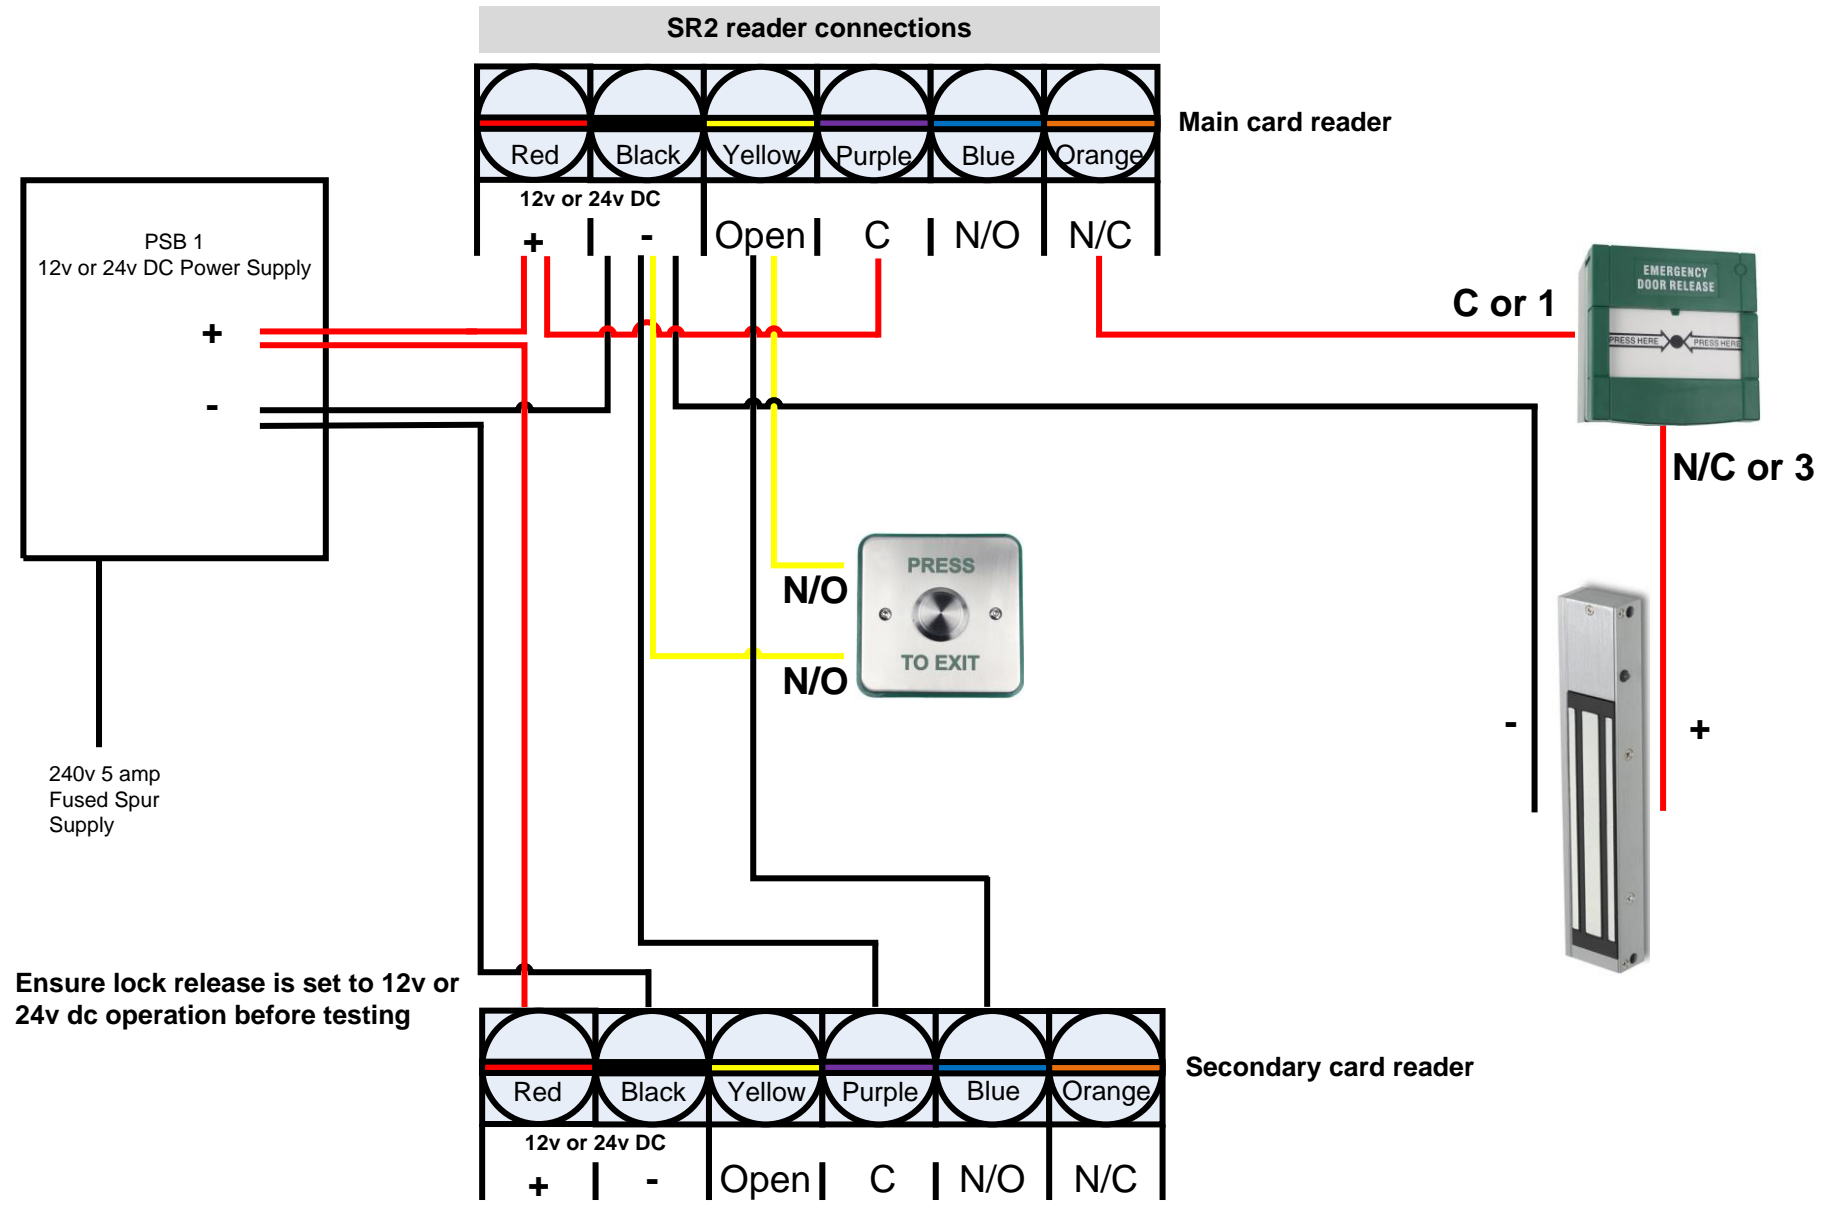 SR2 reader connections
Main card reader
Red Black Yellow Purple Blue Orange
12v or 24v DC
+ - Open C N/O N/C
PSB 1
12v or 24v DC Power Supply
+
-
EMERGENCY
DOOR RELEASE
PRESS HERE PRESS HERE
C or 1
N/C or 3
PRESS
TO EXIT
N/O
N/O
-
+
240v 5 amp
Fused Spur
Supply
Ensure lock release is set to 12v or
24v dc operation before testing
Secondary card reader
Red Black Yellow Purple Blue Orange
12v or 24v DC
+ - Open C N/O N/C